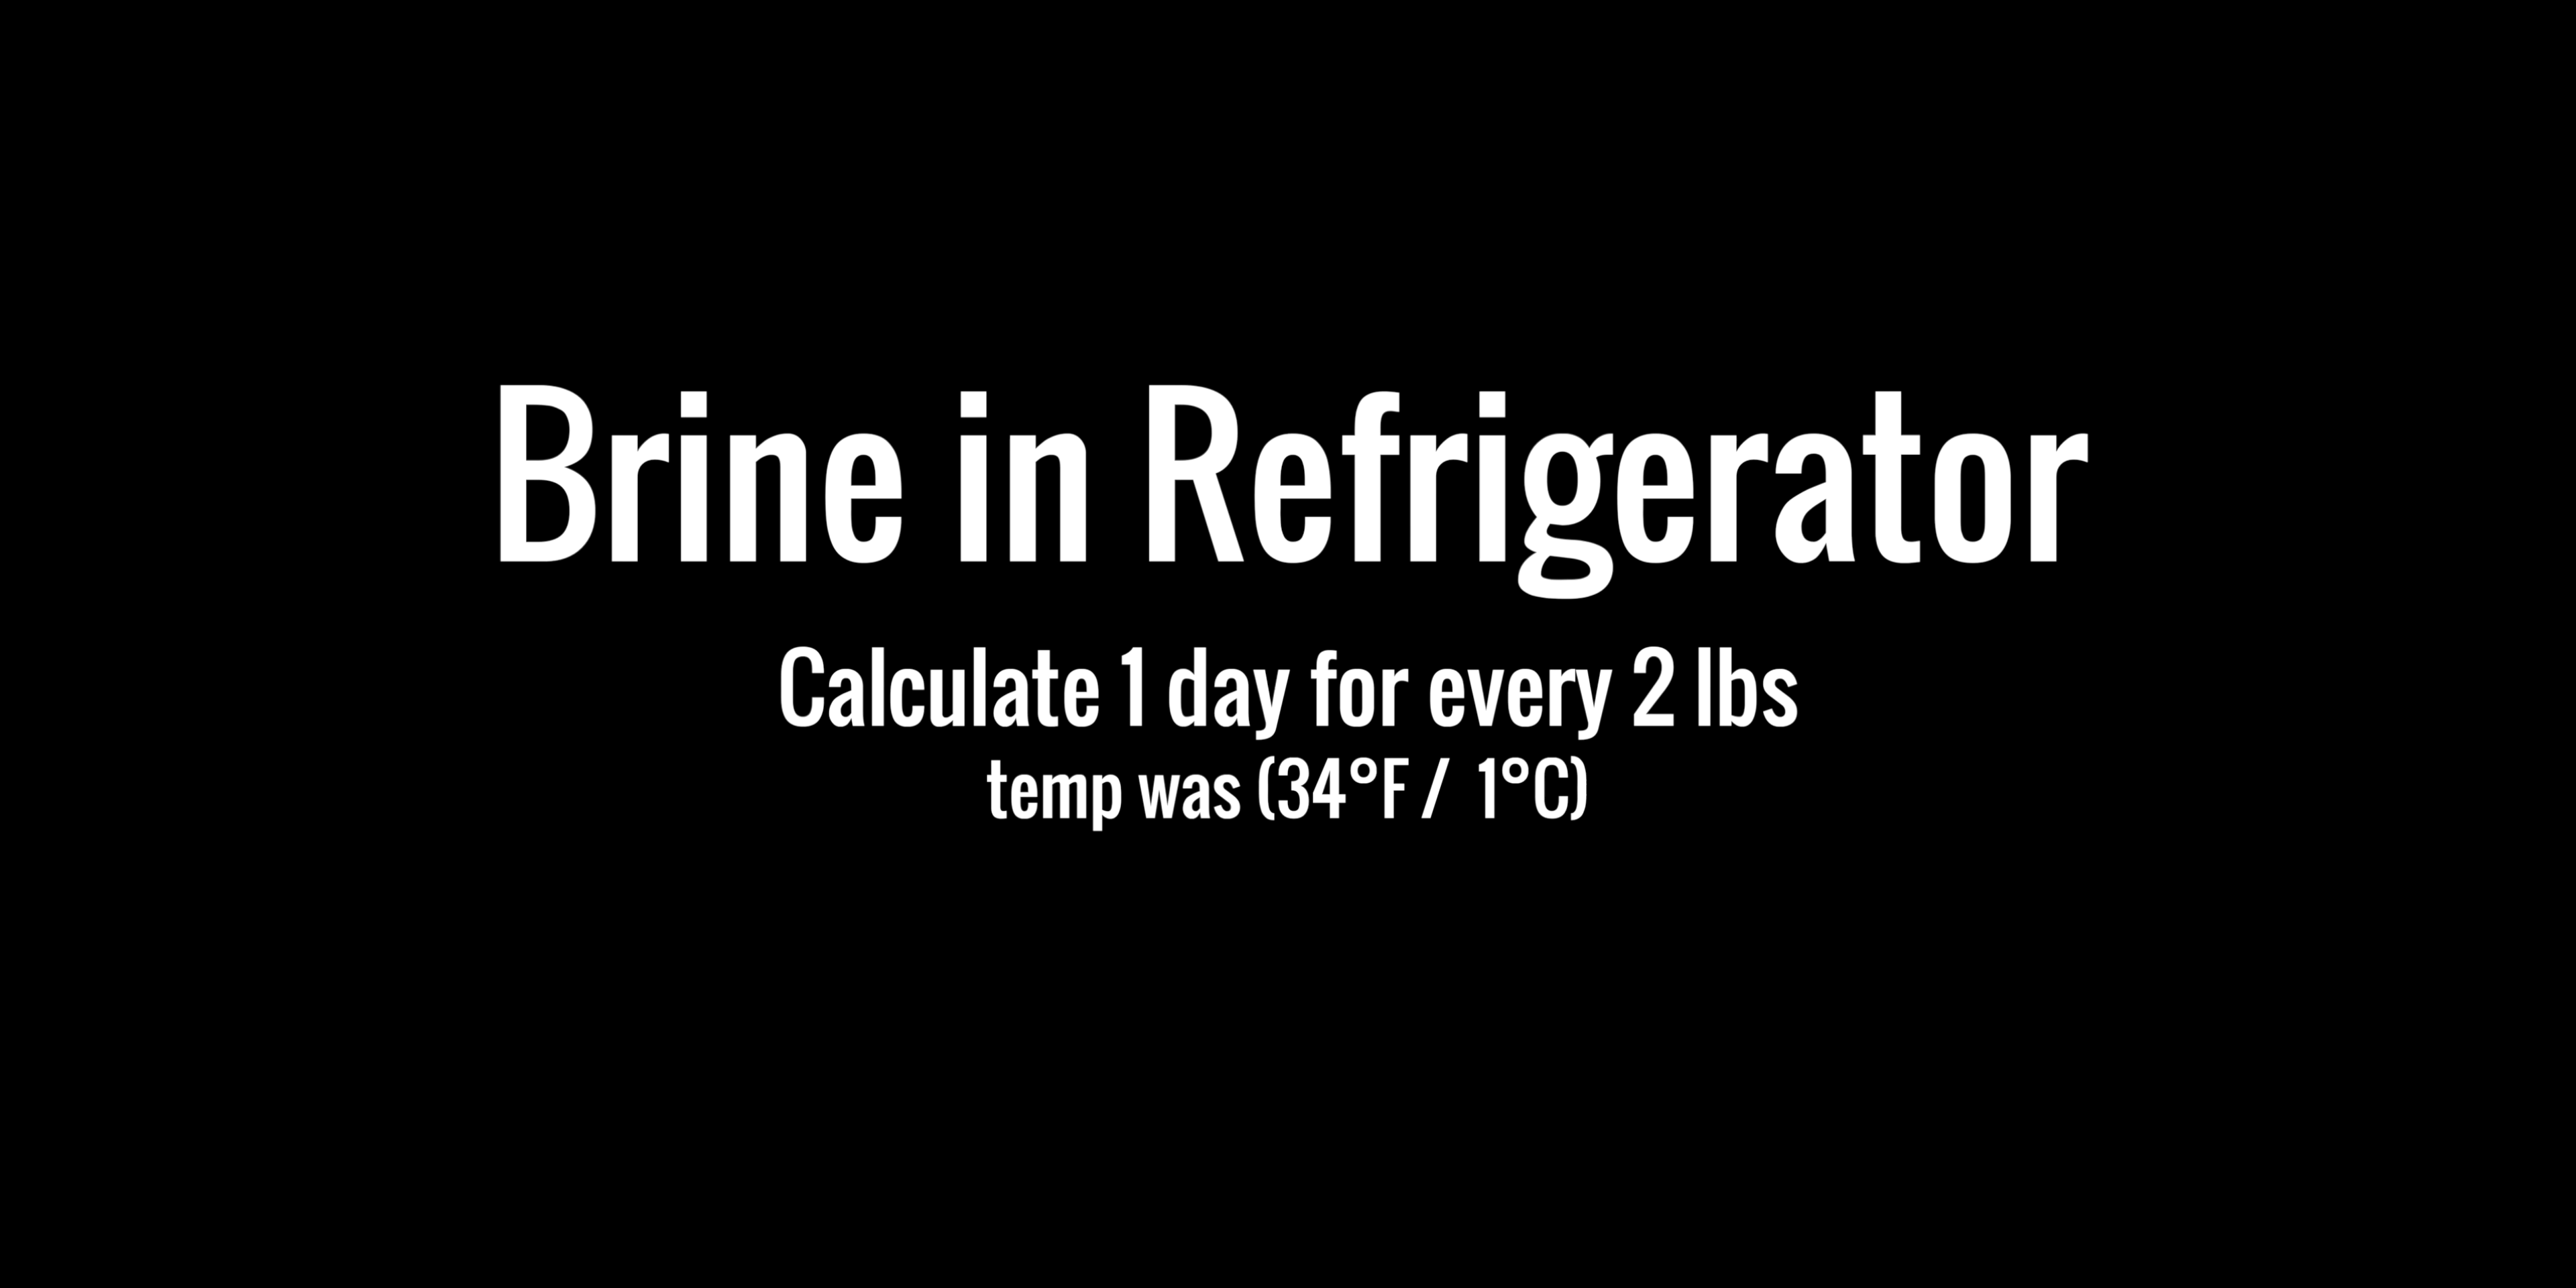 Brine in Refrigerator
Calculate 1 day for every 2 lbs
temp was (34°F / 1°C)